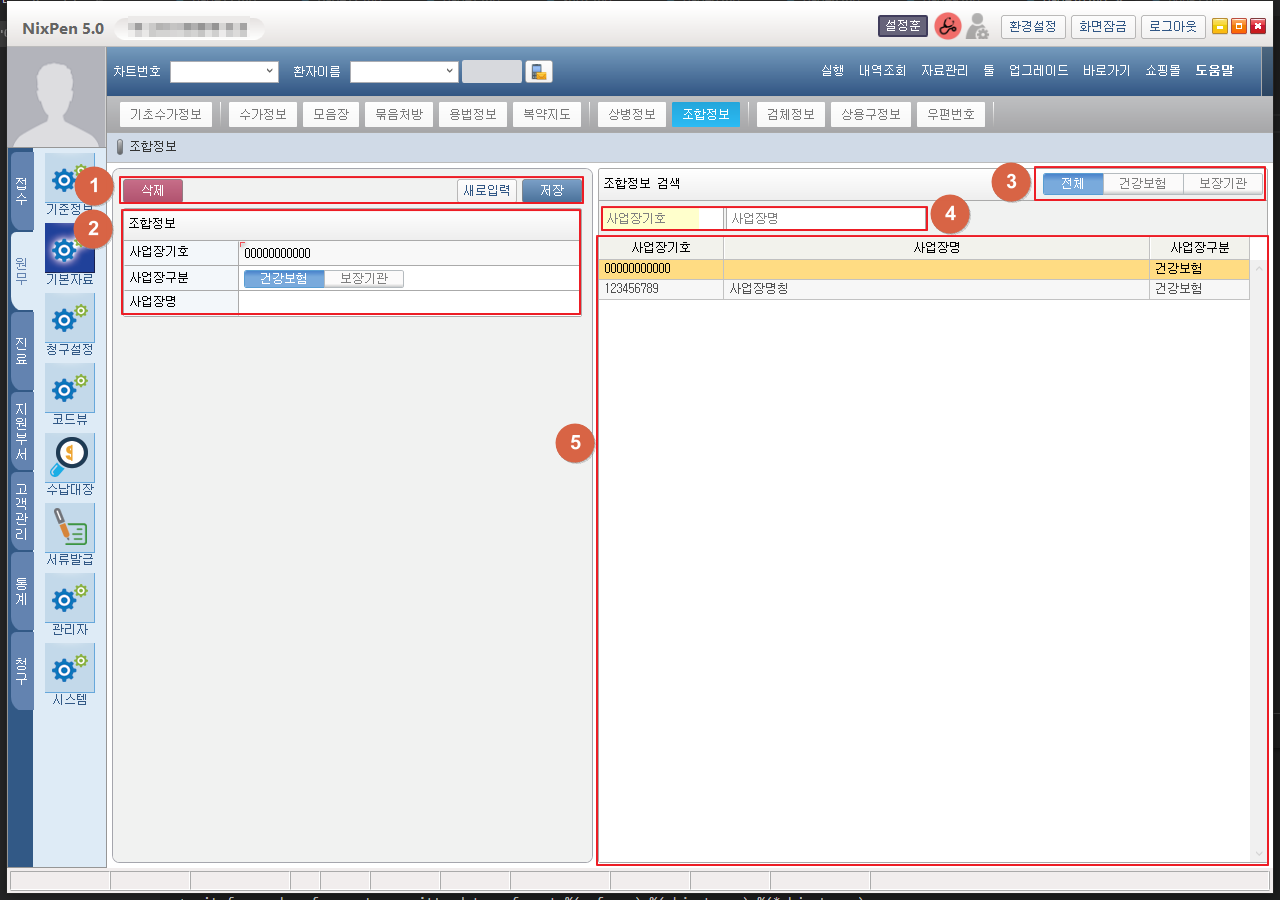 NixPen 5.0
설정훈
환경설정
화면잠금
로그아웃
차트번호
환자이름
실행 내역조회 자료관리 툴 업그레이드 바로가기 쇼핑몰 도움말
기초수가정보 수가정보 모음장 묶음처방 용법정보 복약지도 상병정보 조합정보 검체정보 상용구정보 우편번호
조합정보
접수
원무
진료
지원부서
고객관리
통계
청구
기준정보
기본자료
청구설정
코드뷰
수납대장
서류발급
관리자
시스템
1
삭제 새로입력 저장
2
조합정보
사업장기호 00000000000
사업장구분 건강보험 보장기관
사업장명
조합정보 검색
3
전체 건강보험 보장기관
사업장기호 사업장명
4
5
사업장기호 사업장명 사업장구분
00000000000 건강보험
123456789 사업장명칭 건강보험